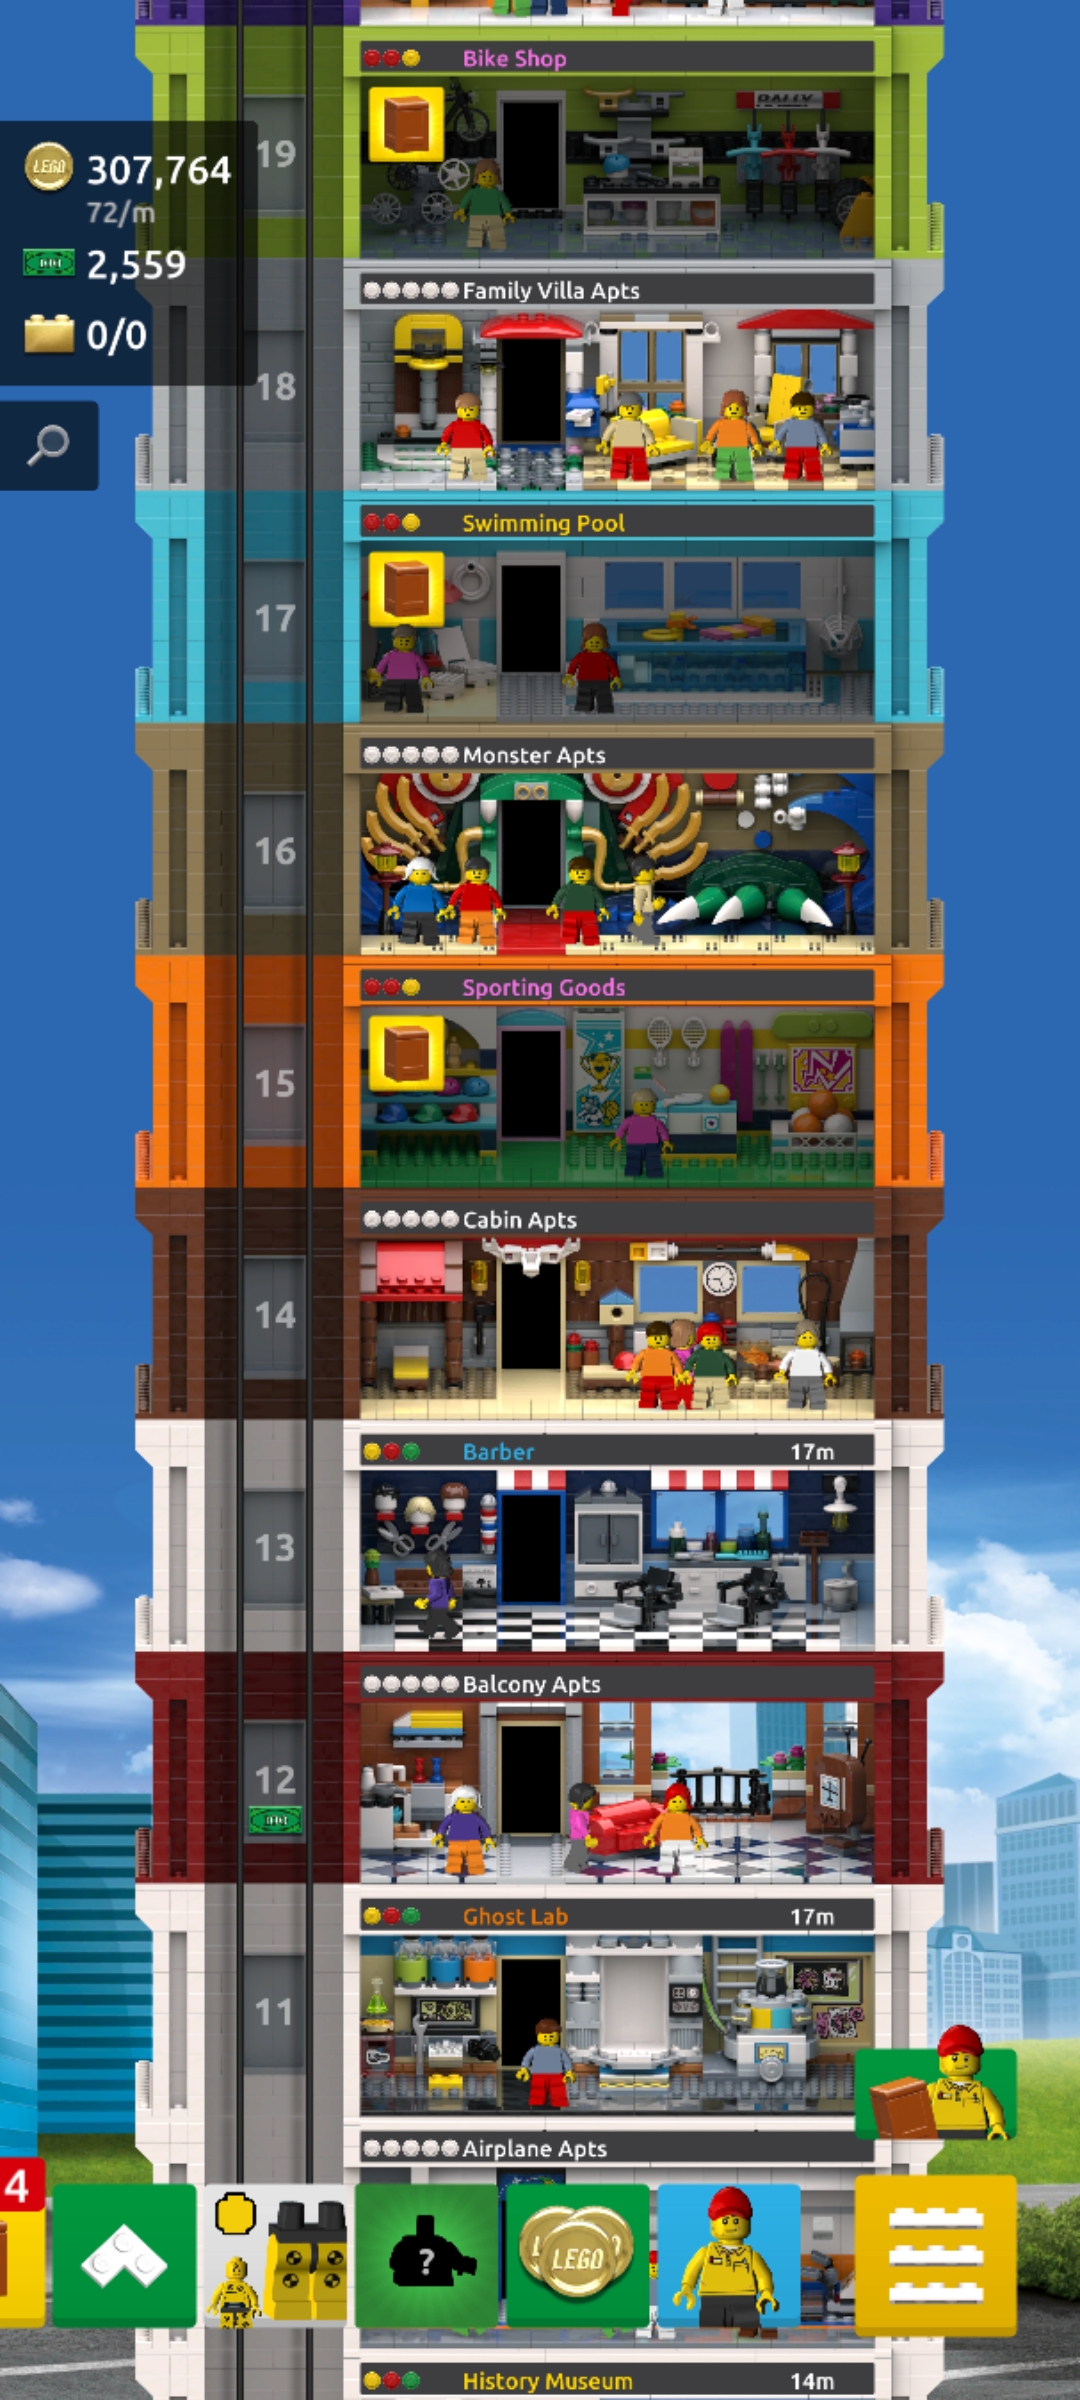 Bike Shop
RALLY
19
LEGO 307,764
72/m
2,559
0/0
Family Villa Apts
18
Swimming Pool
17
Monster Apts
16
Sporting Goods
15
Cabin Apts
14
Barber 17m
13
Balcony Apts
12
Ghost Lab 17m
11
Airplane Apts
4
?
LEGO
History Museum 14m